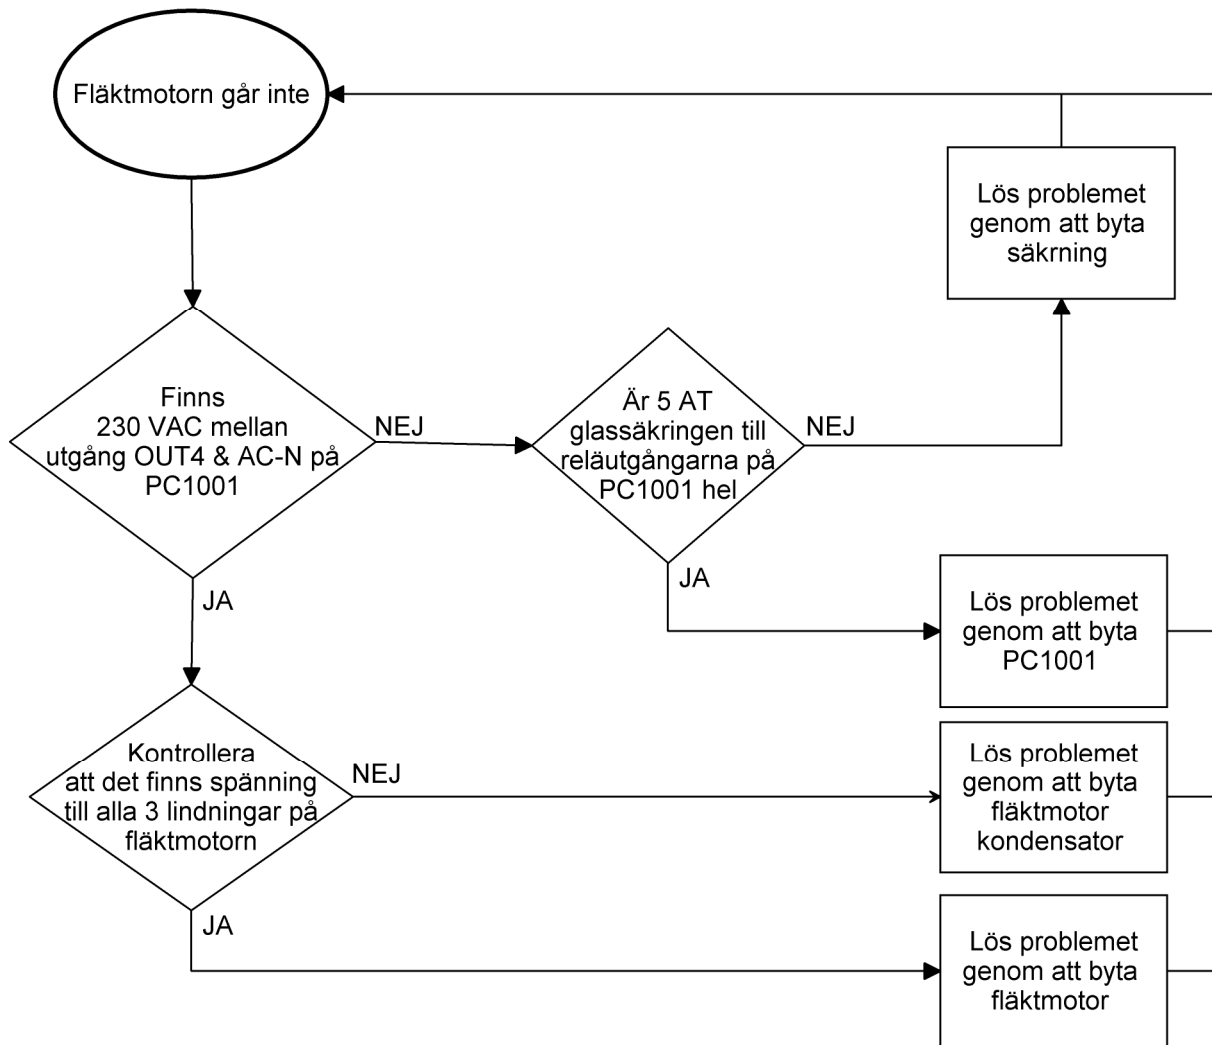 Fläktmotorn går inte
Lös problemet
genom att byta
säkrning
Finns
230 VAC mellan
utgång OUT4 & AC-N på
PC1001
NEJ
Är 5 AT
glassäkringen till
reläutgångarna på
PC1001 hel
NEJ
JA
JA
Lös problemet
genom att byta
PC1001
Kontrollera
att det finns spänning
till alla 3 lindningar på
fläktmotorn
NEJ
Lös problemet
genom att byta
fläktmotor
kondensator
JA
Lös problemet
genom att byta
fläktmotor